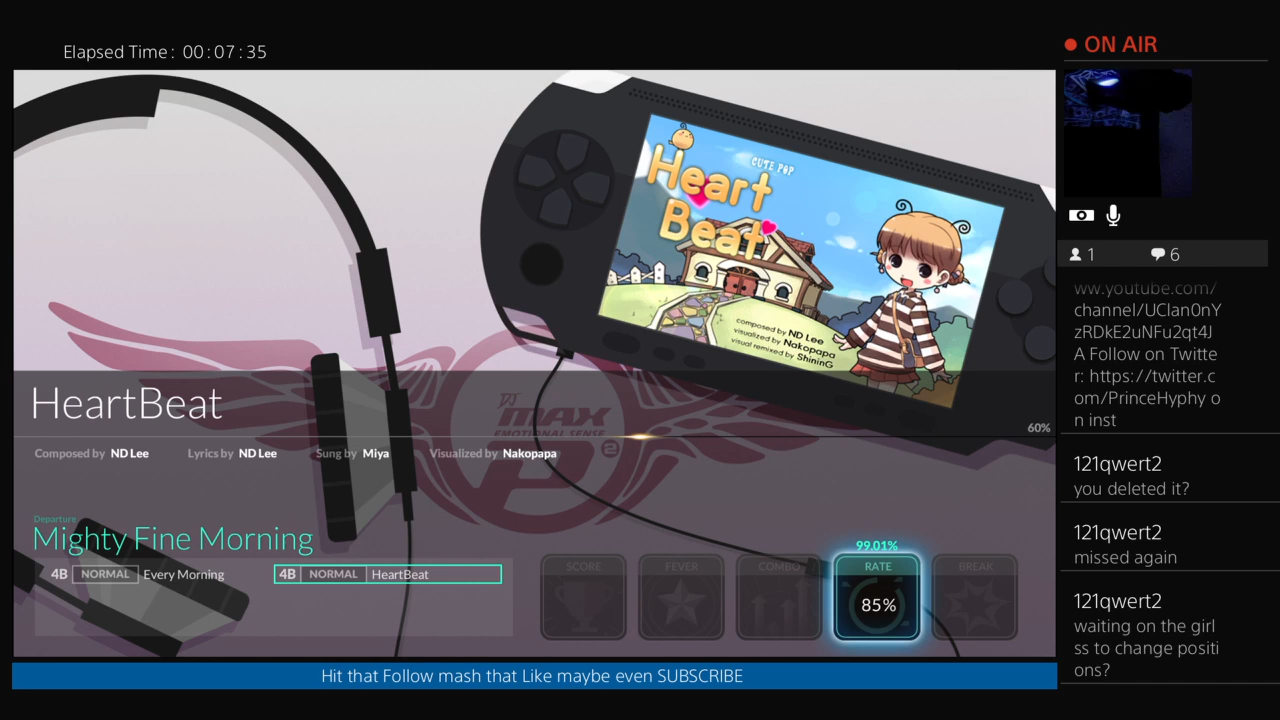 Elapsed Time: 00:07:35
ON AIR
1
6
CUTE POP
Heart
Beat
composed by ND Lee
visualized by Nakopapa
visual remixed by ShininG
HeartBeat
60%
DJ
MAX
EMOTIONAL SENSE
P
2
Composed by ND Lee
Lyrics by ND Lee
Sung by Miya
Visualized by Nakopapa
Departure
Mighty Fine Morning
4B NORMAL Every Morning
4B NORMAL HeartBeat
99.01%
SCORE
FEVER
COMBO
RATE
BREAK
85%
Hit that Follow mash that Like maybe even SUBSCRIBE
ww.youtube.com/
channel/UClan0nY
zRDkE2uNFu2qt4J
A Follow on Twitte
r: https://twitter.c
om/PrinceHyphy o
n inst
121qwert2
you deleted it?
121qwert2
missed again
121qwert2
waiting on the girl
ss to change positi
ons?